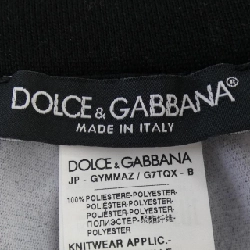 DOLCE & GABBANA®
MADE IN ITALY
DOLCE & GABBANA
JP - GYMMAZ / G7TQX - B
100%POLIESTERE-POLYESTER-
POLYESTER-POLYESTER-
POLYESTER-
POLYESTER
KNITWEAR APPLIC.